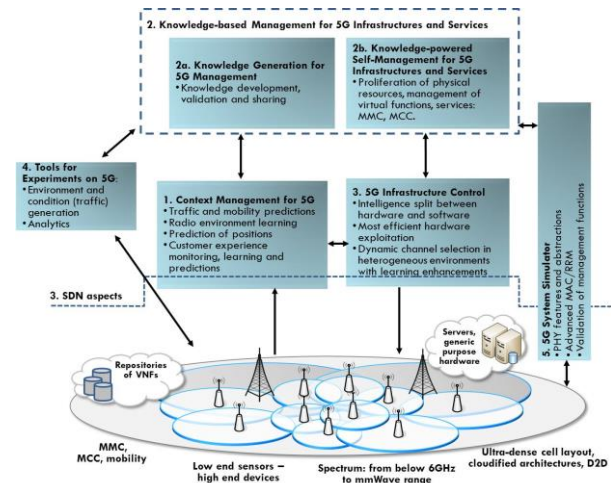 2. Knowledge-based Management for 5G Infrastructures and Services
2a. Knowledge Generation for
5G Management
• Knowledge development,
validation and sharing
2b. Knowledge-powered
Self-Management for 5G
Infrastructures and Services
• Proliferation of physical
resources, management of
virtual functions, services:
MMC, MCC.
4. Tools for
Experiments on 5G:
• Environment and
condition (traffic)
generation
• Analytics
1. Context Management for 5G
• Traffic and mobility predictions
• Radio environment learning
• Prediction of positions
• Customer experience
monitoring, learning and
predictions
3. 5G Infrastructure Control
• Intelligence split between
hardware and software
• Most efficient hardware
exploitation
• Dynamic channel selection in
heterogeneous environments
with learning enhancements
5. 5G System Simulator
• PHY features and abstractions
• Advanced MAC/RRM
• Validation of management functions
3. SDN aspects
Repositories
of VNFs
Servers,
generic
purpose
hardware
MMC,
MCC, mobility
Low end sensors –
high end devices
Spectrum: from below 6GHz
to mmWave range
Ultra-dense cell layout,
cloudified architectures, D2D